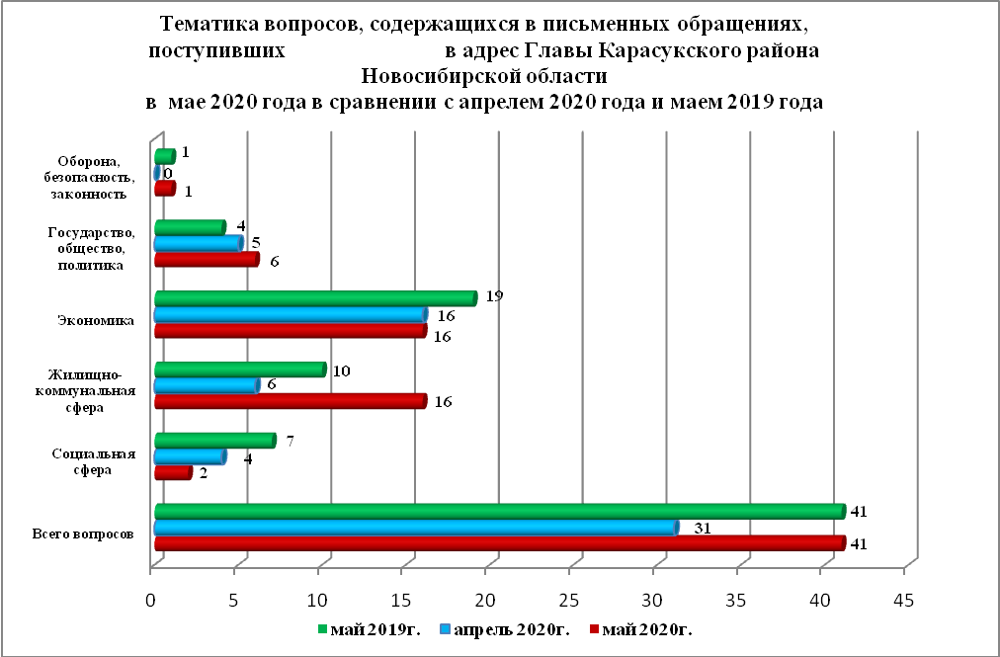 Тематика вопросов, содержащихся в письменных обращениях,
поступивших в адрес Главы Карасукского района
Новосибирской области
в мае 2020 года в сравнении с апрелем 2020 года и маем 2019 года
Оборона,
безопасность,
законность
1
0
1
Государство,
общество,
политика
4
5
6
Экономика
19
16
16
Жилищно-
коммунальная
сфера
10
6
16
Социальная
сфера
7
4
2
Всего вопросов
41
31
41
0 5 10 15 20 25 30 35 40 45
май 2019г. апрель 2020г. май 2020г.